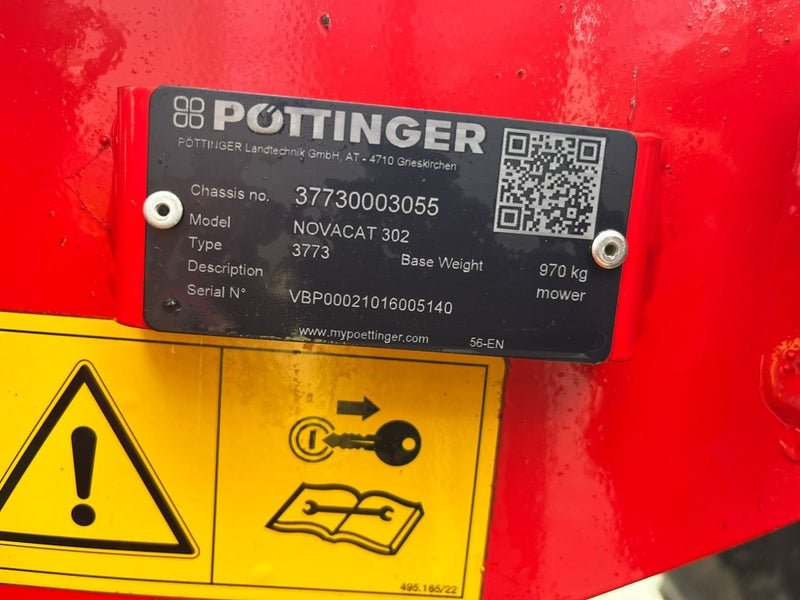 PÖTTINGER
PÖTTINGER Landtechnik GmbH, AT - 4710 Grieskirchen
Chassis no. 37730003055
Model NOVACAT 302
Type 3773 Base Weight 970 kg
Description mower
Serial N° VBP00021016005140
www.mypoettinger.com 56-EN
495.165/22